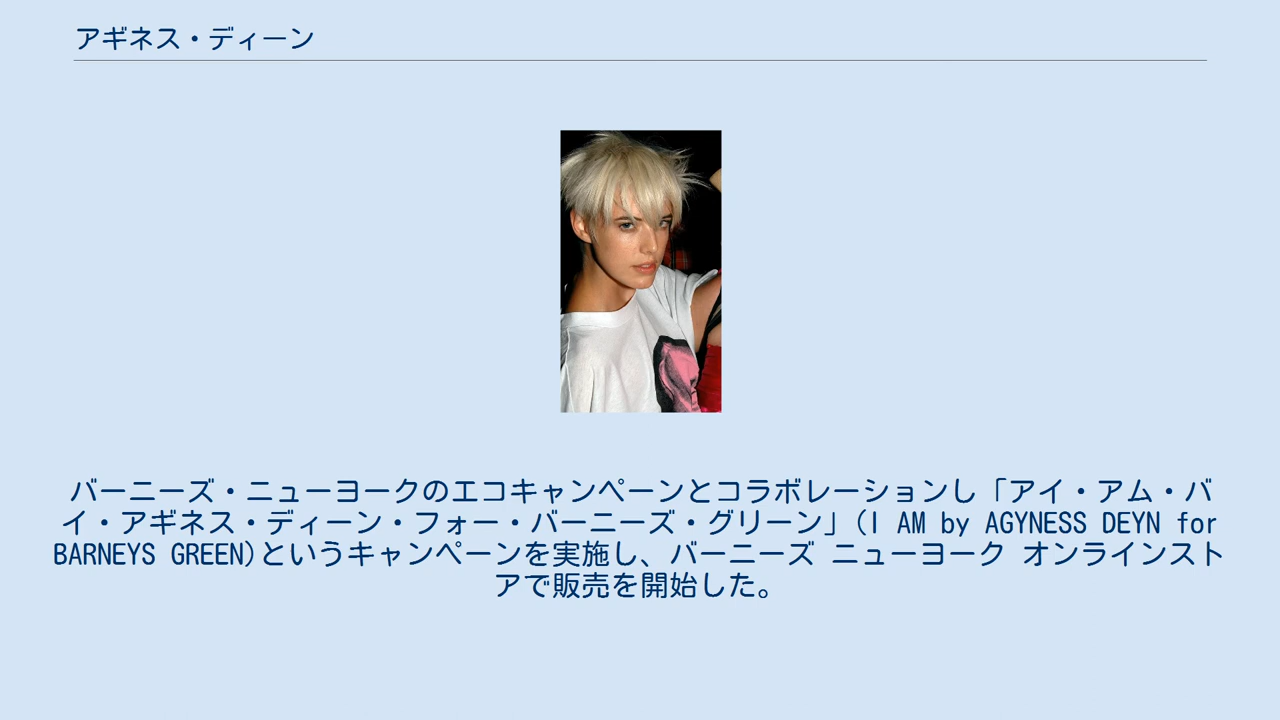 アギネス・ディーン
バーニーズ・ニューヨークのエコキャンペーンとコラボレーションし「アイ・アム・バ
イ・アギネス・ディーン・フォー・バーニーズ・グリーン」(I AM by AGYNESS DEYN for
BARNEYS GREEN)というキャンペーンを実施し、バーニーズ ニューヨーク オンラインスト
アで販売を開始した。